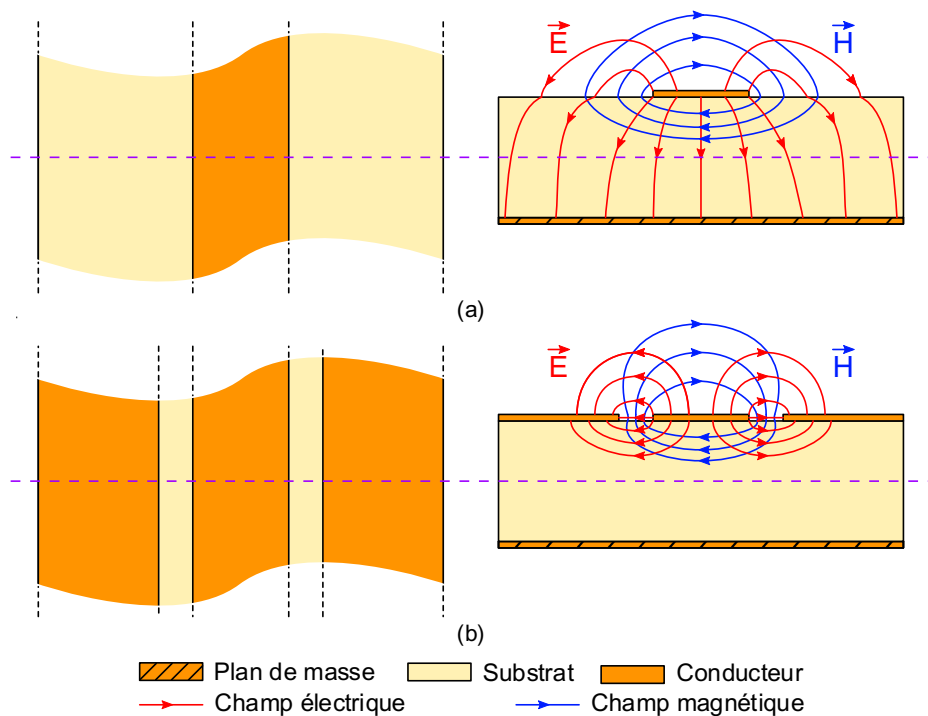 E H
(a)
E H
(b)
Plan de masse Substrat Conducteur
Champ électrique Champ magnétique